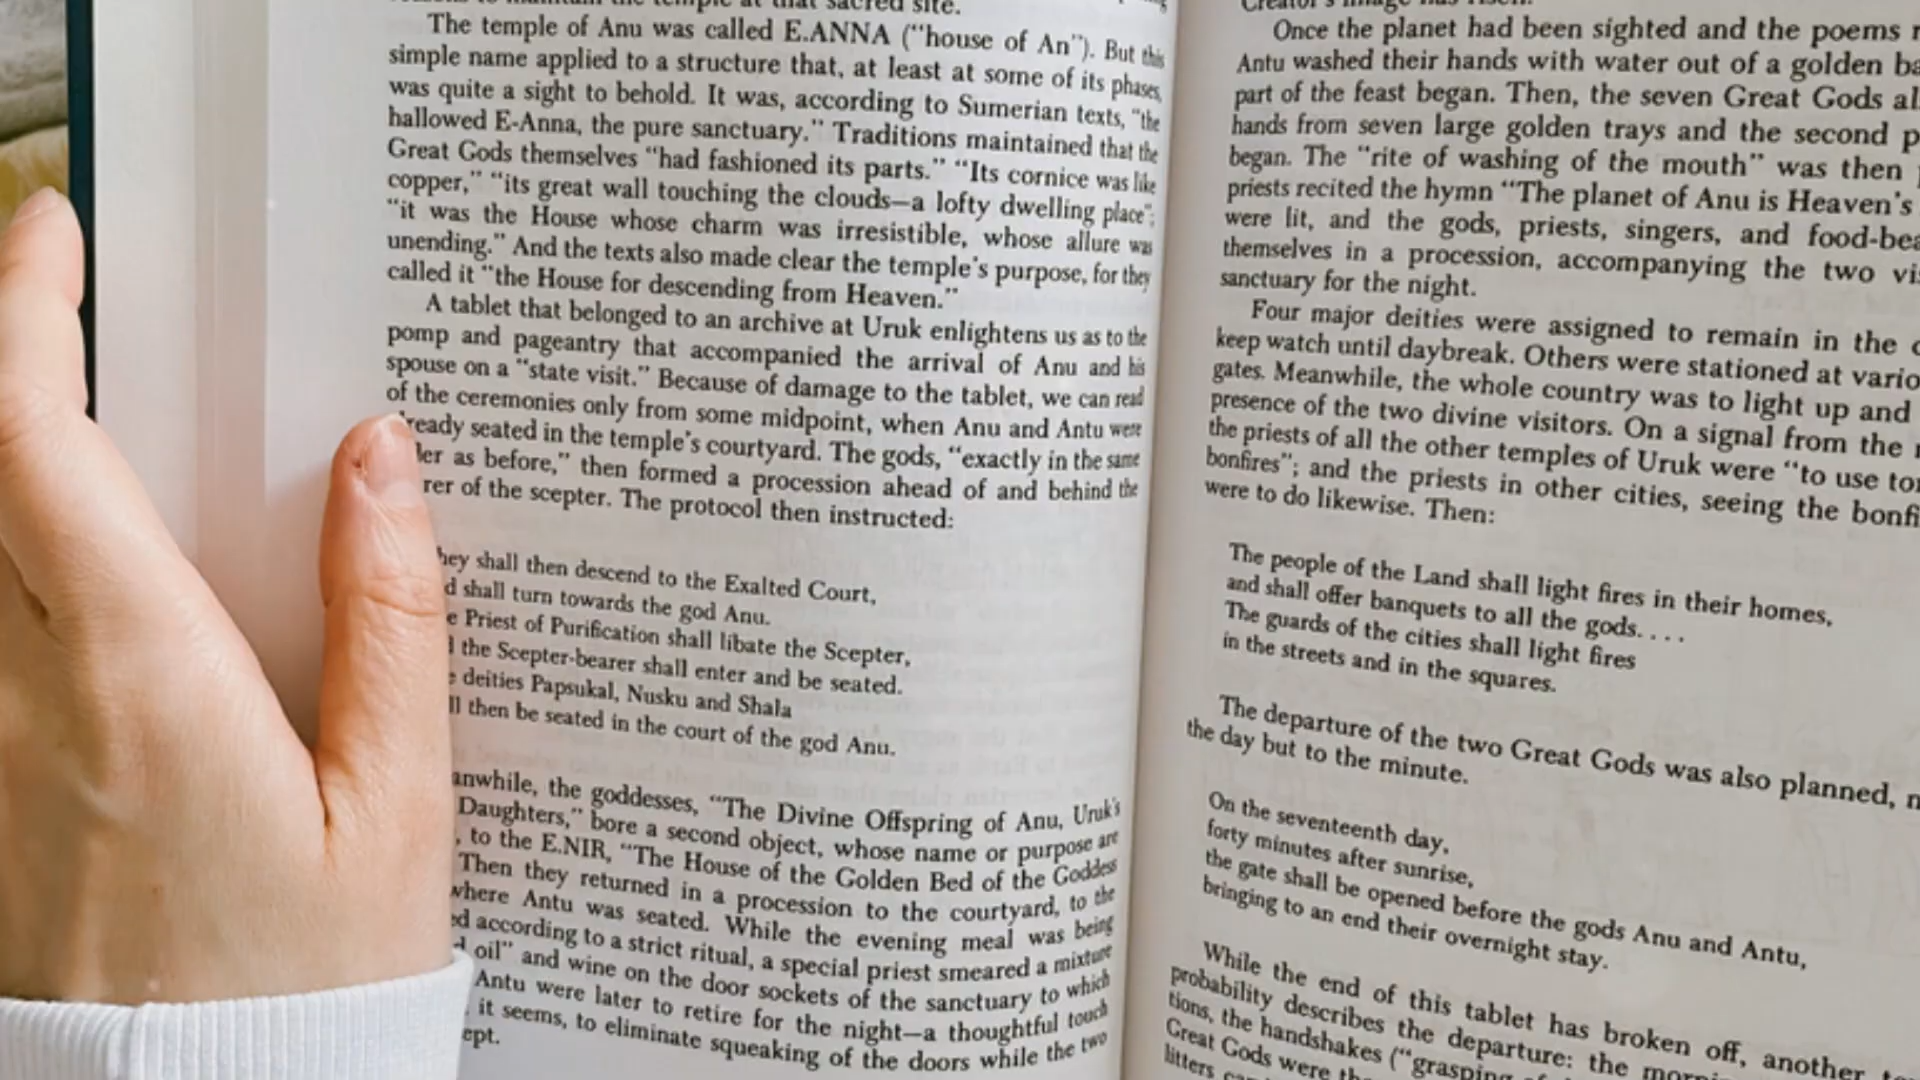 to maintain the temple at that sacred site.
The temple of Anu was called E.ANNA ("house of An"). But this
simple name applied to a structure that, at least at some of its phases,
was quite a sight to behold. It was, according to Sumerian texts, "the
hallowed E-Anna, the pure sanctuary." Traditions maintained that the
Great Gods themselves "had fashioned its parts." "Its cornice was like
copper," "its great wall touching the clouds—a lofty dwelling place";
"it was the House whose charm was irresistible, whose allure was
unending." And the texts also made clear the temple's purpose, for they
called it "the House for descending from Heaven."
A tablet that belonged to an archive at Uruk enlightens us as to the
pomp and pageantry that accompanied the arrival of Anu and his
spouse on a "state visit." Because of damage to the tablet, we can read
of the ceremonies only from some midpoint, when Anu and Antu were
ready seated in the temple's courtyard. The gods, "exactly in the same
der as before," then formed a procession ahead of and behind the
rer of the scepter. The protocol then instructed:
hey shall then descend to the Exalted Court,
d shall turn towards the god Anu.
e Priest of Purification shall libate the Scepter,
the Scepter-bearer shall enter and be seated.
e deities Papsukal, Nusku and Shala
ll then be seated in the court of the god Anu.
anwhile, the goddesses, "The Divine Offspring of Anu, Uruk's
Daughters," bore a second object, whose name or purpose are
, to the E.NIR, "The House of the Golden Bed of the Goddess
Then they returned in a procession to the courtyard, to the
where Antu was seated. While the evening meal was being
ed according to a strict ritual, a special priest smeared a mixture
oil" and wine on the door sockets of the sanctuary to which
Antu were later to retire for the night—a thoughtful touch
it seems, to eliminate squeaking of the doors while the two
ept.
Creator's image has risen."
Once the planet had been sighted and the poems
Antu washed their hands with water out of a golden ba
part of the feast began. Then, the seven Great Gods al
hands from seven large golden trays and the second p
began. The "rite of washing of the mouth" was then
priests recited the hymn "The planet of Anu is Heaven's
were lit, and the gods, priests, singers, and food-bea
themselves in a procession, accompanying the two vis
sanctuary for the night.
Four major deities were assigned to remain in the c
keep watch until daybreak. Others were stationed at vario
gates. Meanwhile, the whole country was to light up and
presence of the two divine visitors. On a signal from the
the priests of all the other temples of Uruk were "to use tor
bonfires"; and the priests in other cities, seeing the bonfi
were to do likewise. Then:
The people of the Land shall light fires in their homes,
and shall offer banquets to all the gods. . . .
The guards of the cities shall light fires
in the streets and in the squares.
The departure of the two Great Gods was also planned, n
the day but to the minute.
On the seventeenth day,
forty minutes after sunrise,
the gate shall be opened before the gods Anu and Antu,
bringing to an end their overnight stay.
While the end of this tablet has broken off, another te
probability describes the departure: the morni
tions, the handshakes ("grasping of
Great Gods were the
litters